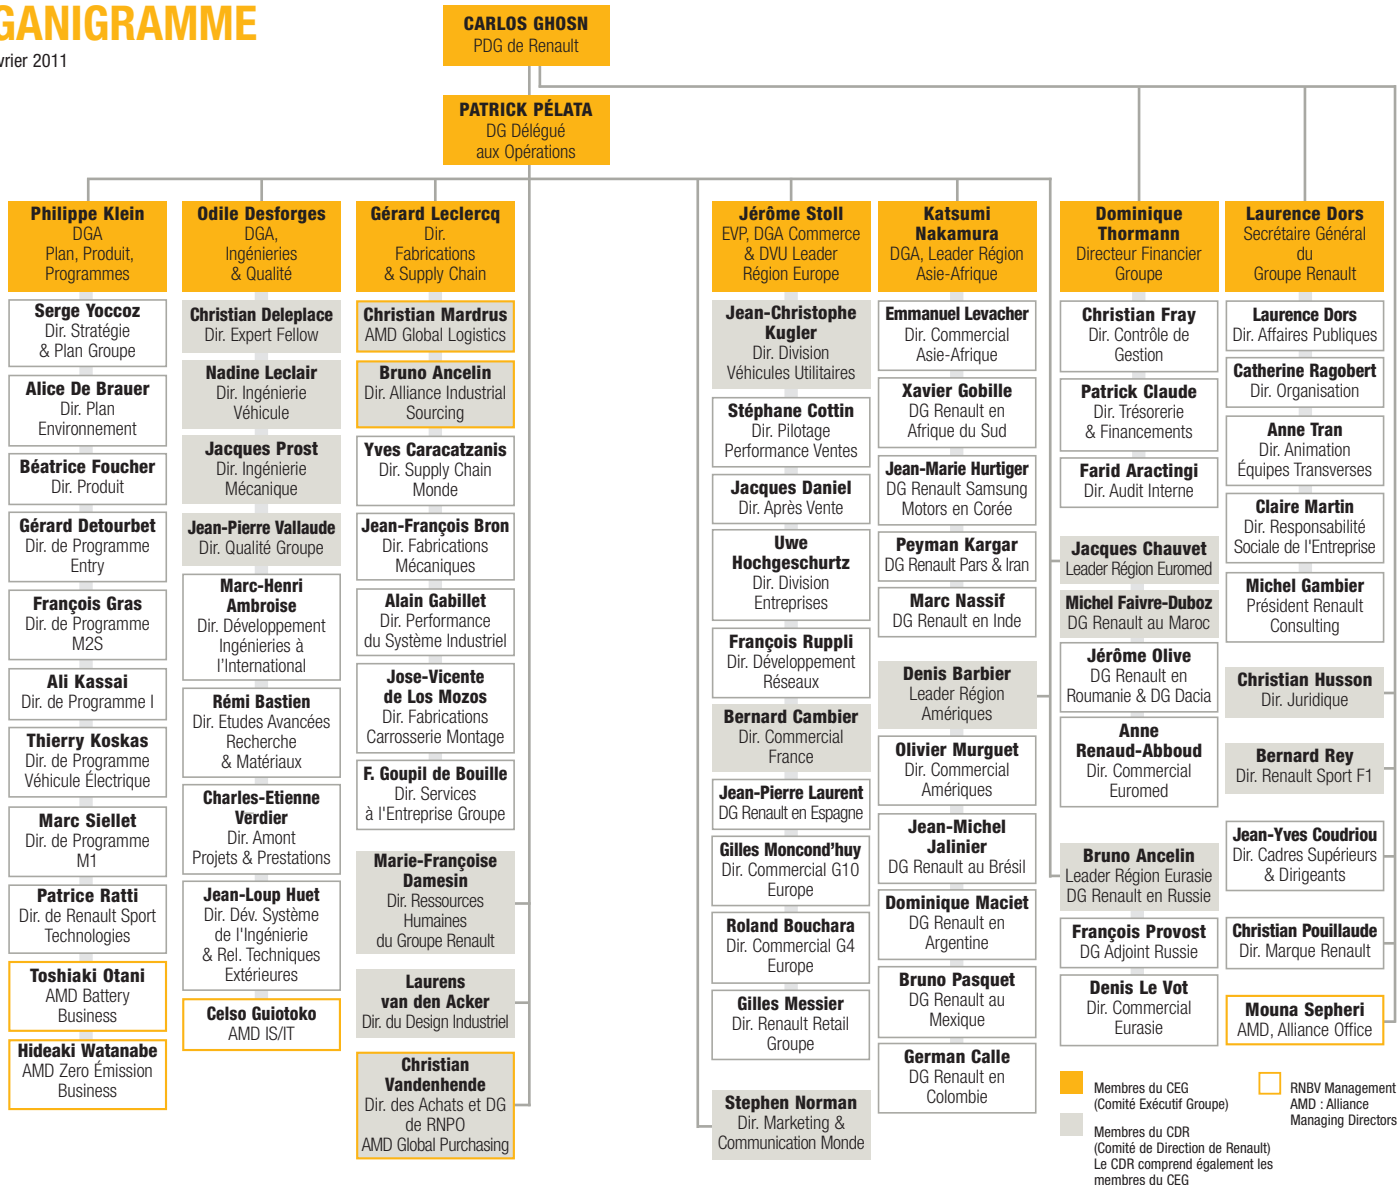 GANIGRAMME
vrier 2011
CARLOS GHOSN
PDG de Renault
PATRICK PÉLATA
DG Délégué
aux Opérations
Philippe Klein
DGA
Plan, Produit,
Programmes
Serge Yoccoz
Dir. Stratégie
& Plan Groupe
Alice De Brauer
Dir. Plan
Environnement
Béatrice Foucher
Dir. Produit
Gérard Detourbet
Dir. de Programme
Entry
François Gras
Dir. de Programme
M2S
Ali Kassai
Dir. de Programme I
Thierry Koskas
Dir. de Programme
Véhicule Électrique
Marc Siellet
Dir. de Programme
M1
Patrice Ratti
Dir. de Renault Sport
Technologies
Toshiaki Otani
AMD Battery
Business
Hideaki Watanabe
AMD Zero Émission
Business
Odile Desforges
DGA,
Ingénieries
& Qualité
Christian Deleplace
Dir. Expert Fellow
Nadine Leclair
Dir. Ingénierie
Véhicule
Jacques Prost
Dir. Ingénierie
Mécanique
Jean-Pierre Vallaude
Dir. Qualité Groupe
Marc-Henri
Ambroise
Dir. Développement
Ingénieries à
l'International
Rémi Bastien
Dir. Etudes Avancées
Recherche
& Matériaux
Charles-Etienne
Verdier
Dir. Amont
Projets & Prestations
Jean-Loup Huet
Dir. Dév. Système
de l'Ingénierie
& Rel. Techniques
Extérieures
Celso Guiotoko
AMD IS/IT
Gérard Leclercq
Dir.
Fabrications
& Supply Chain
Christian Mardrus
AMD Global Logistics
Bruno Ancelin
Dir. Alliance Industrial
Sourcing
Yves Caracatzanis
Dir. Supply Chain
Monde
Jean-François Bron
Dir. Fabrications
Mécaniques
Alain Gabillet
Dir. Performance
du Système Industriel
Jose-Vicente
de Los Mozos
Dir. Fabrications
Carrosserie Montage
F. Goupil de Bouille
Dir. Services
à l'Entreprise Groupe
Marie-Françoise
Damesin
Dir. Ressources
Humaines
du Groupe Renault
Laurens
van den Acker
Dir. du Design Industriel
Christian
Vandenhende
Dir. des Achats et DG
de RNPO
AMD Global Purchasing
Jérôme Stoll
EVP, DGA Commerce
& DVU Leader
Région Europe
Jean-Christophe
Kugler
Dir. Division
Véhicules Utilitaires
Stéphane Cottin
Dir. Pilotage
Performance Ventes
Jacques Daniel
Dir. Après Vente
Uwe
Hochgeschurtz
Dir. Division
Entreprises
François Ruppli
Dir. Développement
Réseaux
Bernard Cambier
Dir. Commercial
France
Jean-Pierre Laurent
DG Renault en Espagne
Gilles Moncond'huy
Dir. Commercial G10
Europe
Roland Bouchara
Dir. Commercial G4
Europe
Gilles Messier
Dir. Renault Retail
Groupe
Stephen Norman
Dir. Marketing &
Communication Monde
Katsumi
Nakamura
DGA, Leader Région
Asie-Afrique
Emmanuel Levacher
Dir. Commercial
Asie-Afrique
Xavier Gobille
DG Renault en
Afrique du Sud
Jean-Marie Hurtiger
DG Renault Samsung
Motors en Corée
Peyman Kargar
DG Renault Pars & Iran
Marc Nassif
DG Renault en Inde
Denis Barbier
Leader Région
Amériques
Olivier Murguet
Dir. Commercial
Amériques
Jean-Michel
Jalinier
DG Renault au Brésil
Dominique Maciet
DG Renault en
Argentine
Bruno Pasquet
DG Renault au
Mexique
German Calle
DG Renault en
Colombie
Dominique
Thormann
Directeur Financier
Groupe
Christian Fray
Dir. Contrôle de
Gestion
Patrick Claude
Dir. Trésorerie
& Financements
Farid Aractingi
Dir. Audit Interne
Jacques Chauvet
Leader Région Euromed
Michel Faivre-Duboz
DG Renault au Maroc
Jérôme Olive
DG Renault en
Roumanie & DG Dacia
Anne
Renaud-Abboud
Dir. Commercial
Euromed
Bruno Ancelin
Leader Région Eurasie
DG Renault en Russie
François Provost
DG Adjoint Russie
Denis Le Vot
Dir. Commercial
Eurasie
Laurence Dors
Secrétaire Général
du
Groupe Renault
Laurence Dors
Dir. Affaires Publiques
Catherine Ragobert
Dir. Organisation
Anne Tran
Dir. Animation
Équipes Transverses
Claire Martin
Dir. Responsabilité
Sociale de l'Entreprise
Michel Gambier
Président Renault
Consulting
Christian Husson
Dir. Juridique
Bernard Rey
Dir. Renault Sport F1
Jean-Yves Coudriou
Dir. Cadres Supérieurs
& Dirigeants
Christian Pouillaude
Dir. Marque Renault
Mouna Sepheri
AMD, Alliance Office
Membres du CEG
(Comité Exécutif Groupe)
Membres du CDR
(Comité de Direction de Renault)
Le CDR comprend également les
membres du CEG
RNBV Management
AMD : Alliance
Managing Directors